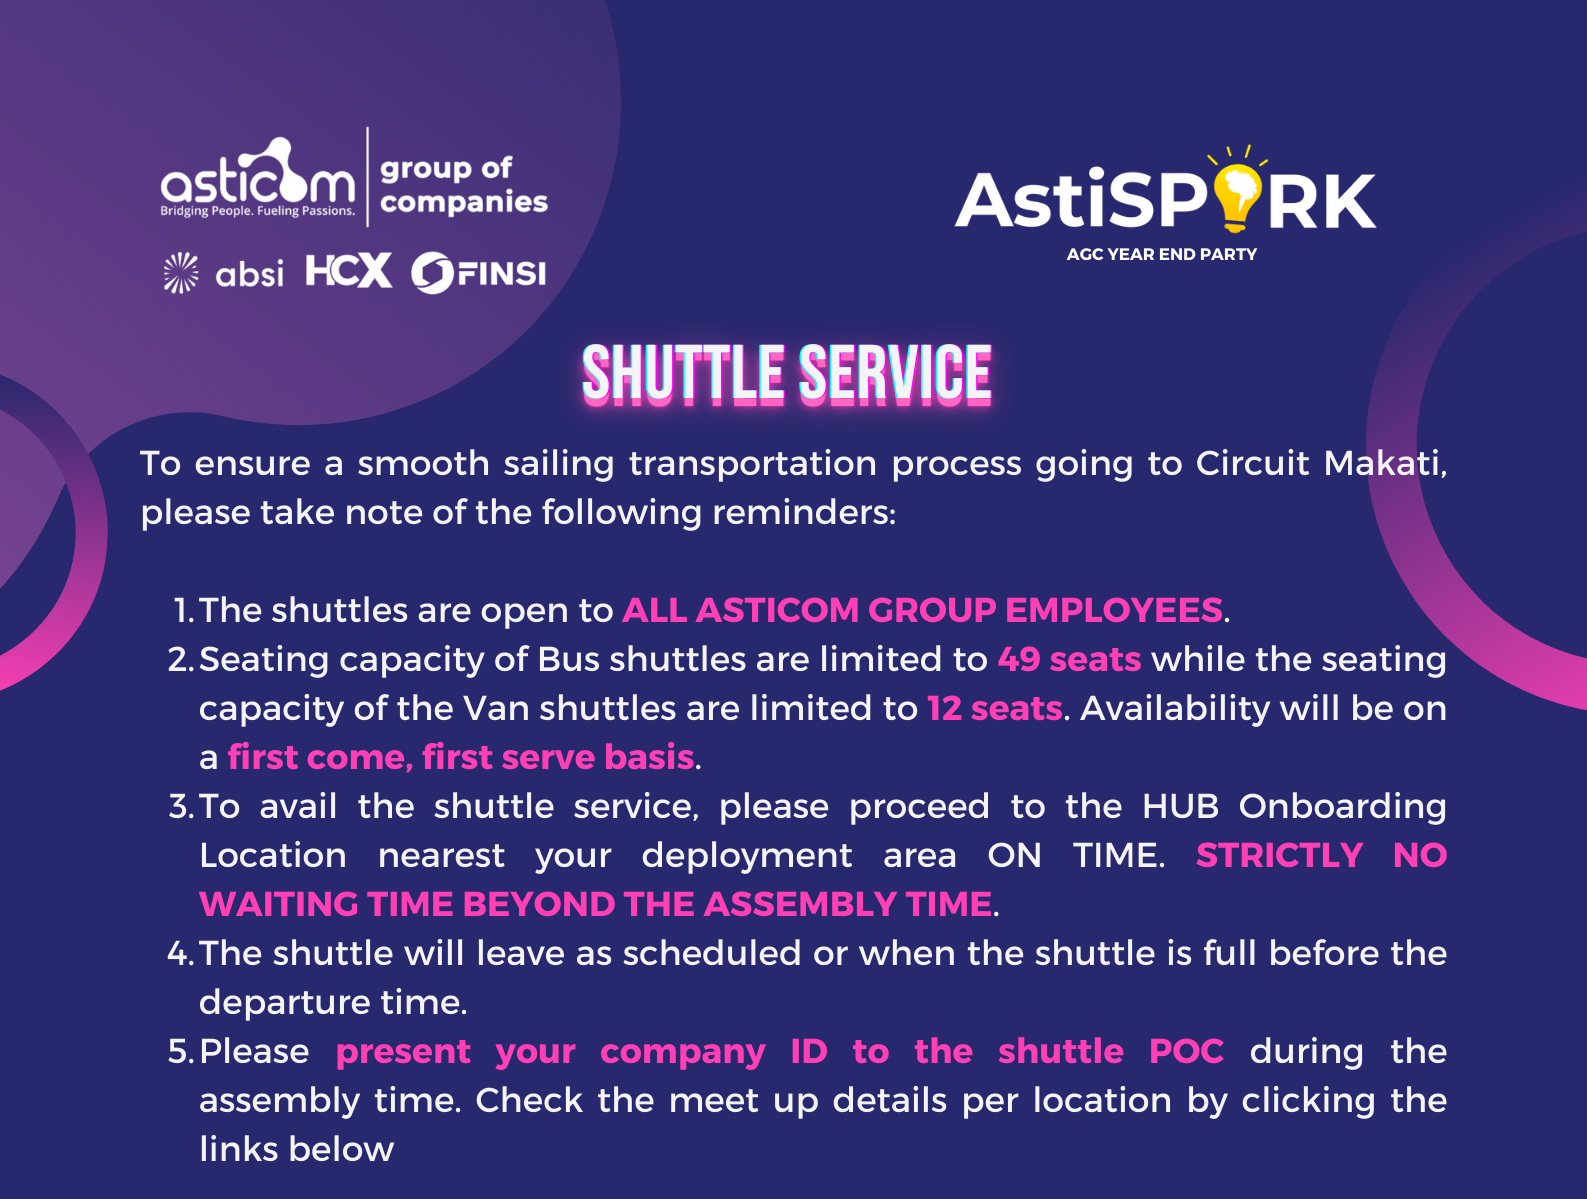 asticom
Bridging People. Fueling Passions.
group of
companies
absi HCX FINSI
AstiSPARK
AGC YEAR END PARTY
SHUTTLE SERVICE
To ensure a smooth sailing transportation process going to Circuit Makati,
please take note of the following reminders:
1. The shuttles are open to ALL ASTICOM GROUP EMPLOYEES.
2. Seating capacity of Bus shuttles are limited to 49 seats while the seating
capacity of the Van shuttles are limited to 12 seats. Availability will be on
a first come, first serve basis.
3. To avail the shuttle service, please proceed to the HUB Onboarding
Location nearest your deployment area ON TIME. STRICTLY NO
WAITING TIME BEYOND THE ASSEMBLY TIME.
4. The shuttle will leave as scheduled or when the shuttle is full before the
departure time.
5. Please present your company ID to the shuttle POC during the
assembly time. Check the meet up details per location by clicking the
links below